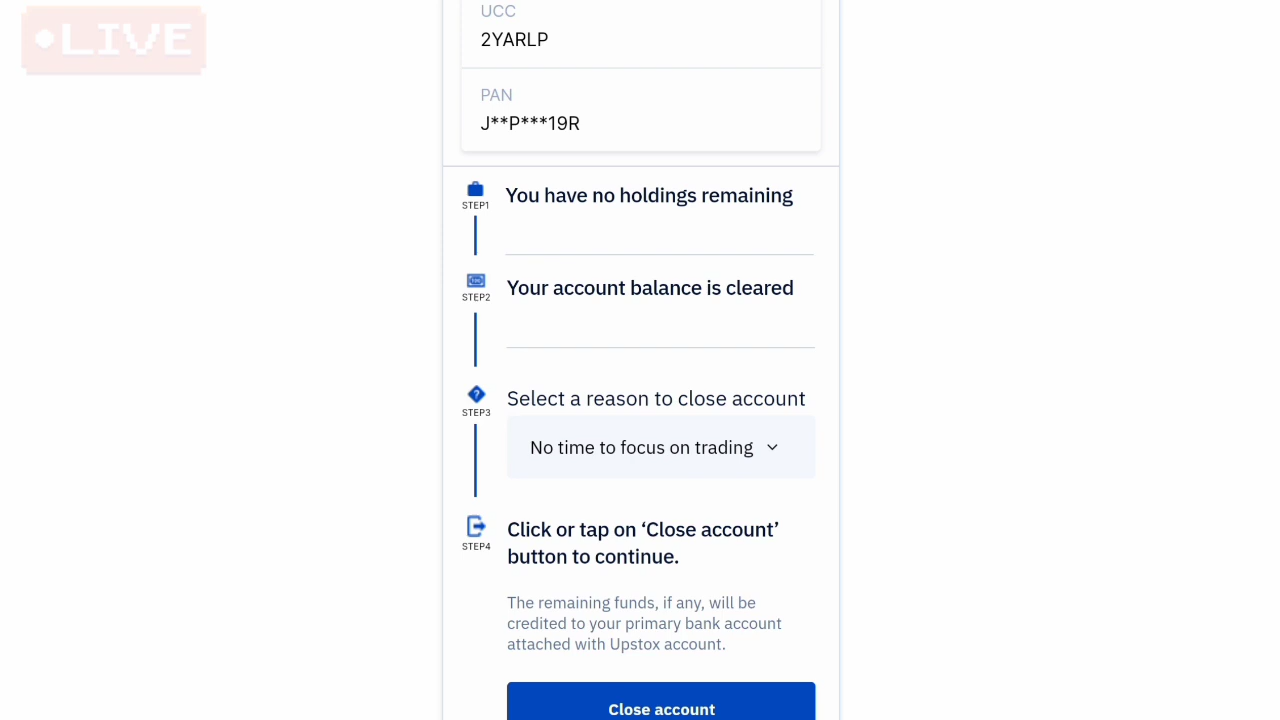 LIVE
UCC
2YARLP
PAN
J**P***19R
STEP1
You have no holdings remaining
STEP2
Your account balance is cleared
STEP3
Select a reason to close account
No time to focus on trading
STEP4
Click or tap on ‘Close account’
button to continue.
The remaining funds, if any, will be
credited to your primary bank account
attached with Upstox account.
Close account